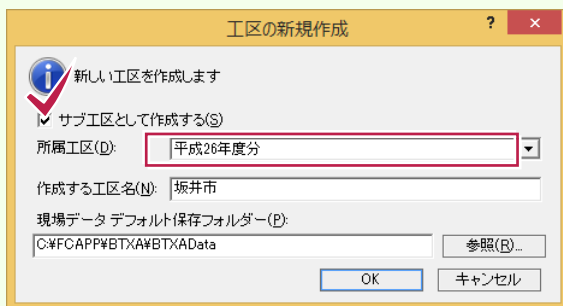 工区の新規作成 ? ×
新しい工区を作成します
サブ工区として作成する(S)
所属工区(D): 平成26年度分
作成する工区名(N): 坂井市
現場データ デフォルト保存フォルダー(P):
C:¥FCAPP¥BTXA¥BTXAData 参照(R)...
OK キャンセル